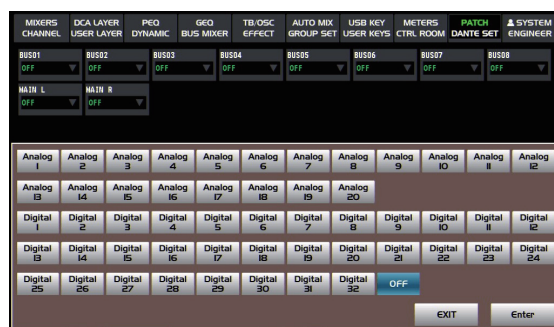 MIXERS DCA LAYER PEQ GEQ TB/OSC AUTO MIX USB KEY METERS PATCH SYSTEM
CHANNEL USER LAYER DYNAMIC BUS MIXER EFFECT GROUP SET USER KEYS CTRL ROOM DANTE SET ENGINEER
BUS01 BUS02 BUS03 BUS04 BUS05 BUS06 BUS07 BUS08
OFF OFF OFF OFF OFF OFF OFF OFF
MAIN L MAIN R
OFF OFF
Analog Analog Analog Analog Analog Analog Analog Analog Analog Analog Analog Analog
1 2 3 4 5 6 7 8 9 10 11 12
Analog Analog Analog Analog Analog Analog Analog Analog
13 14 15 16 17 18 19 20
Digital Digital Digital Digital Digital Digital Digital Digital Digital Digital Digital Digital
1 2 3 4 5 6 7 8 9 10 11 12
Digital Digital Digital Digital Digital Digital Digital Digital Digital Digital Digital Digital
13 14 15 16 17 18 19 20 21 22 23 24
Digital Digital Digital Digital Digital Digital Digital Digital OFF
25 26 27 28 29 30 31 32
EXIT Enter